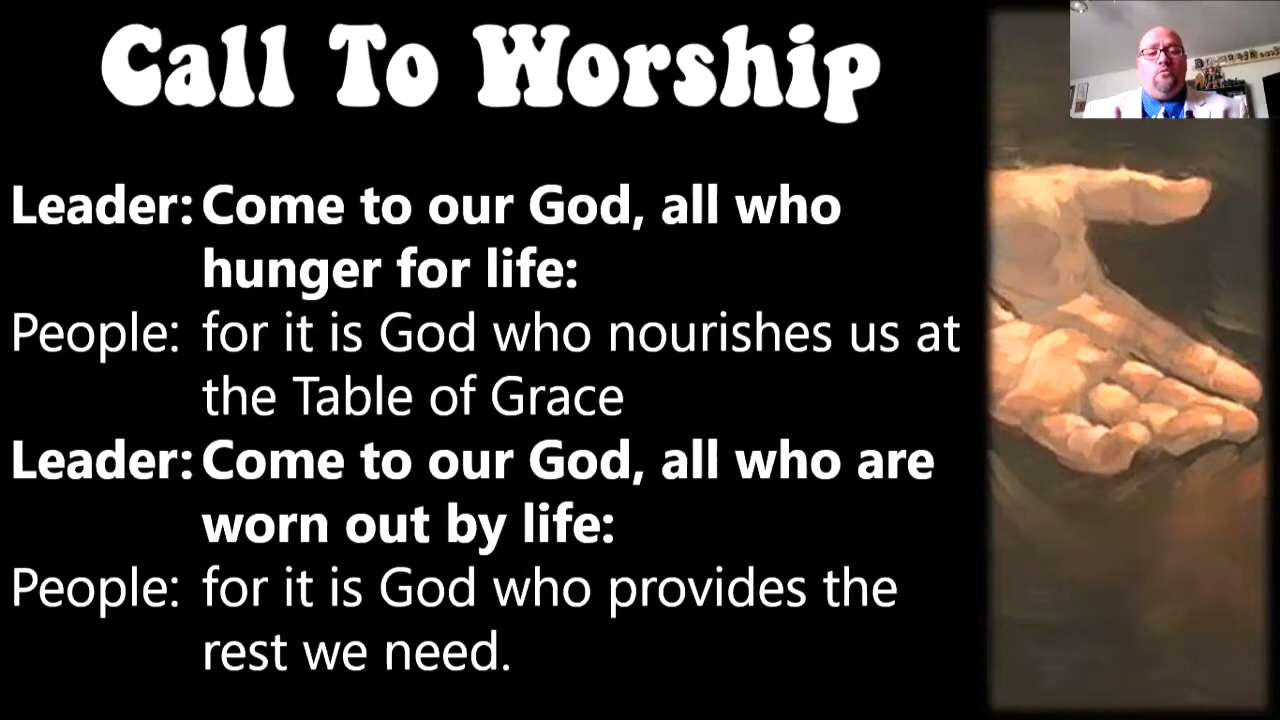 Call To Worship
Leader: Come to our God, all who
hunger for life:
People: for it is God who nourishes us at
the Table of Grace
Leader: Come to our God, all who are
worn out by life:
People: for it is God who provides the
rest we need.